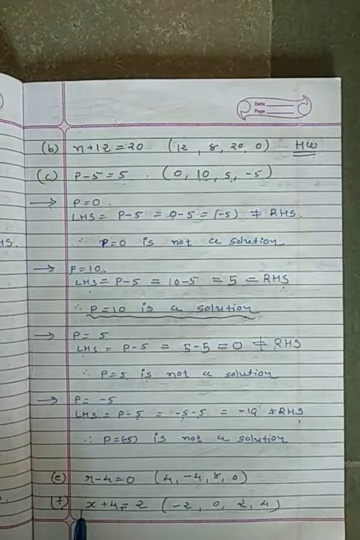 Date
Page
(b) n+12=20 (12, 8, 20, 0) HW
(c) P-5=5. (0, 10, 5, -5)
→ P=0.
LHS = P-5 = 0-5 = (-5) ≠ RHS.
∴ P=0 is not a solution
→ P=10.
LHS = P-5 = 10-5 = 5 = RHS
∴ P=10 is a solution
→ P= 5
LHS = P-5 = 5-5 = 0 ≠ RHS
∴ P=5 is not a solution
→ P= -5
LHS = P-5 = -5-5 = -10 ≠ RHS
∴ P=(-5) is not a solution
(e) r-4=0 (4, -4, 8, 0)
(f) x+4=2 (-2, 0, 2, 4)